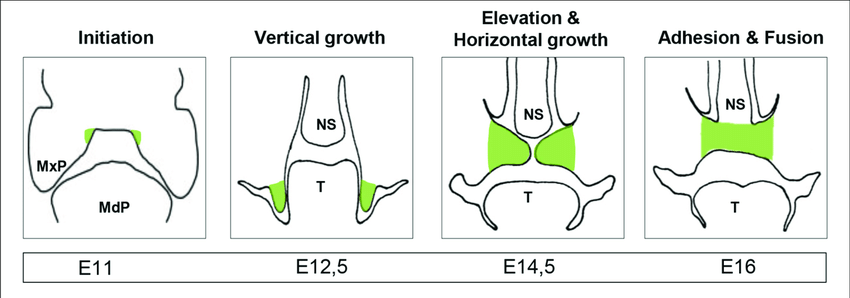 Initiation
Vertical growth
Elevation &
Horizontal growth
Adhesion & Fusion
MxP
MdP
NS
T
NS
T
NS
T
E11
E12,5
E14,5
E16